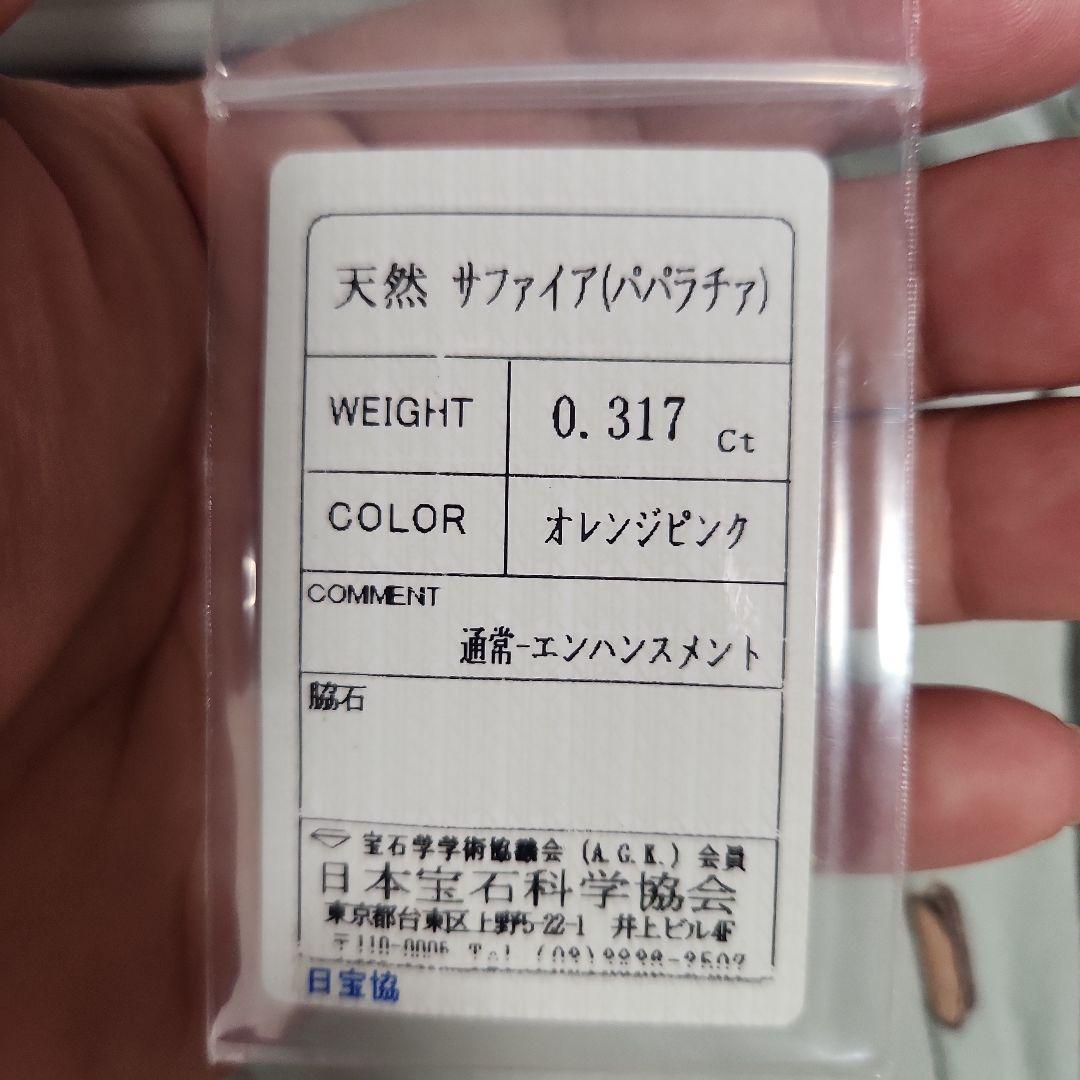 天然 サファイア(パパラチァ)
WEIGHT 0.317 Ct
COLOR オレンジピンク
COMMENT
通常-エンハンスメント
脇石
宝石学学術協議会 (A.G.K.) 会員
日本宝石科学協会
東京都台東区上野5-22-1 井上ビル4F
〒110-0005 Tel
日宝協